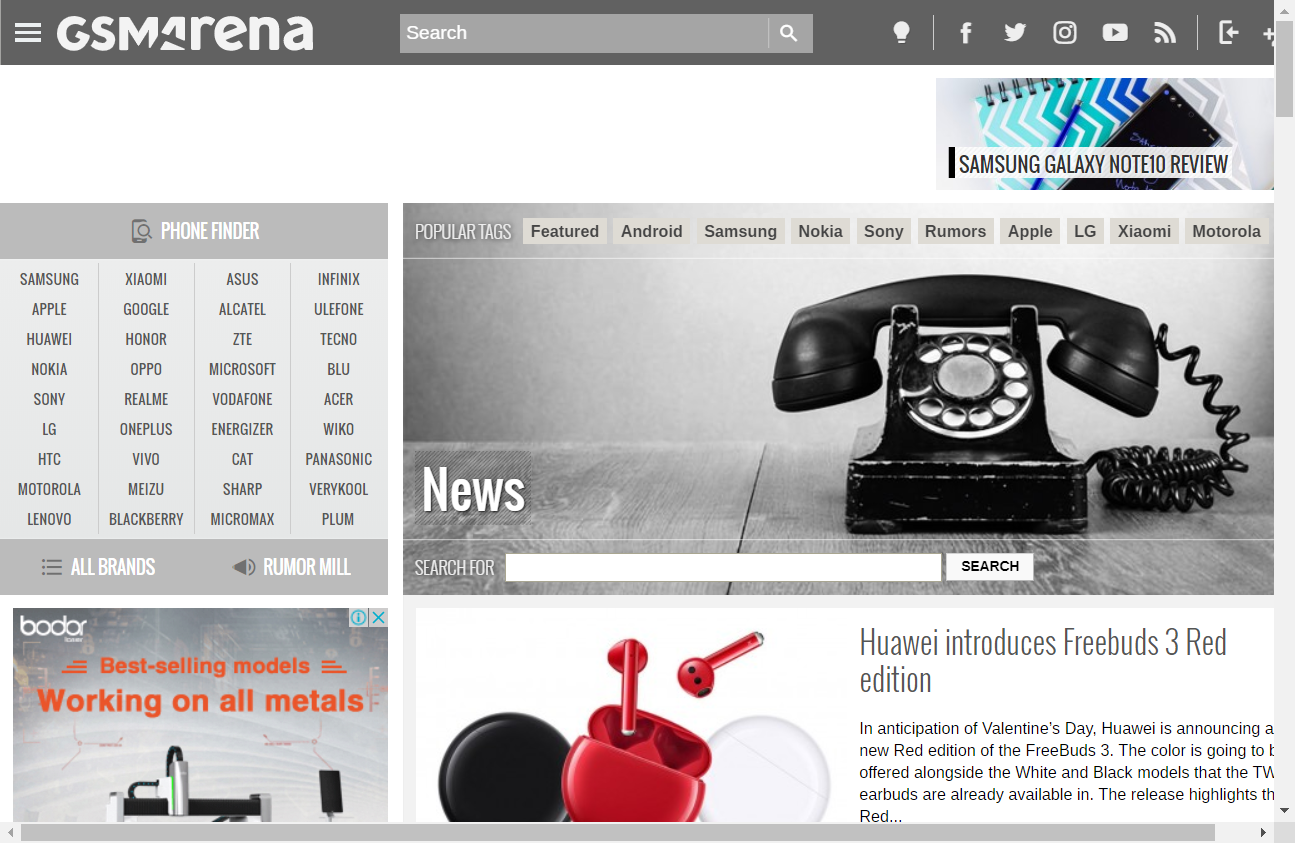 GSMArena
Search
SAMSUNG GALAXY NOTE10 REVIEW
PHONE FINDER
SAMSUNG XIAOMI ASUS INFINIX
APPLE GOOGLE ALCATEL ULEFONE
HUAWEI HONOR ZTE TECNO
NOKIA OPPO MICROSOFT BLU
SONY REALME VODAFONE ACER
LG ONEPLUS ENERGIZER WIKO
HTC VIVO CAT PANASONIC
MOTOROLA MEIZU SHARP VERYKOOL
LENOVO BLACKBERRY MICROMAX PLUM
ALL BRANDS RUMOR MILL
POPULAR TAGS Featured Android Samsung Nokia Sony Rumors Apple LG Xiaomi Motorola
News
SEARCH FOR SEARCH
bodor
Best-selling models
Working on all metals
Huawei introduces Freebuds 3 Red
edition
In anticipation of Valentine's Day, Huawei is announcing a
new Red edition of the FreeBuds 3. The color is going to
offered alongside the White and Black models that the TW
earbuds are already available in. The release highlights th
Red...